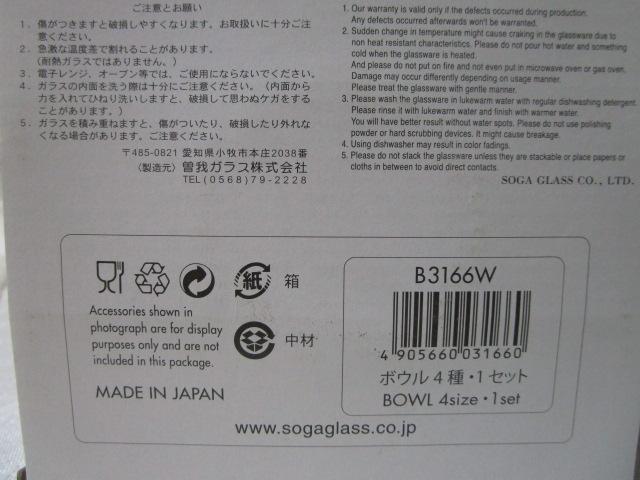 ご注意とお願い
1．傷がつきますと破損しやすくなります。お取扱いに十分ご
注意ください。
2．急激な温度差で割れることがあります。
（耐熱ガラスではありません。）
3．電子レンジ、オーブン等では、ご使用にならないでください。
4．ガラスの内面を洗う際は十分にご注意ください。（内面から
力を入れてひねり洗いしますと、破損して思わぬケガをする
ことがあります。）
5．ガラスを積み重ねますと、傷がついたり、破損したり外れな
くなる場合があります。ご注意ください。
〒485-0821 愛知県小牧市本庄2038番
〈製造元〉曽我ガラス株式会社
TEL(0568)79-2228
1. Our warranty is valid only if the defects occurred during production.
Any defects occurred afterwards won't be warranted.
2. Sudden change in temperature might cause craking in the glassware due to
non heat resistant characteristics. Please do not pour hot water and something
cold when the glassware is heated.
And please do not put on fire and not even put in microwave oven or gas oven.
Damage may occur differently depending on usage manner.
Please treat the glassware with gentle manner.
3. Please wash the glassware in lukewarm water with regular dishwashing detergent.
Please rinse it with lukewarm water and finish with warmer water.
You will have better result without water spots. Please do not use polishing
powder or hard scrubbing devices. It might cause breakage.
4. Using dishwasher may result in color fadings.
5. Please do not stack the glassware unless they are stackable or place papers or
cloths in between to avoid direct contacts.
SOGA GLASS CO., LTD.
紙 箱
中材
Accessories shown in
photograph are for display
purposes only and are not
included in this package.
MADE IN JAPAN
B3166W
4 905660 031660
ボウル4種・1セット
BOWL 4size・1set
www.sogaglass.co.jp